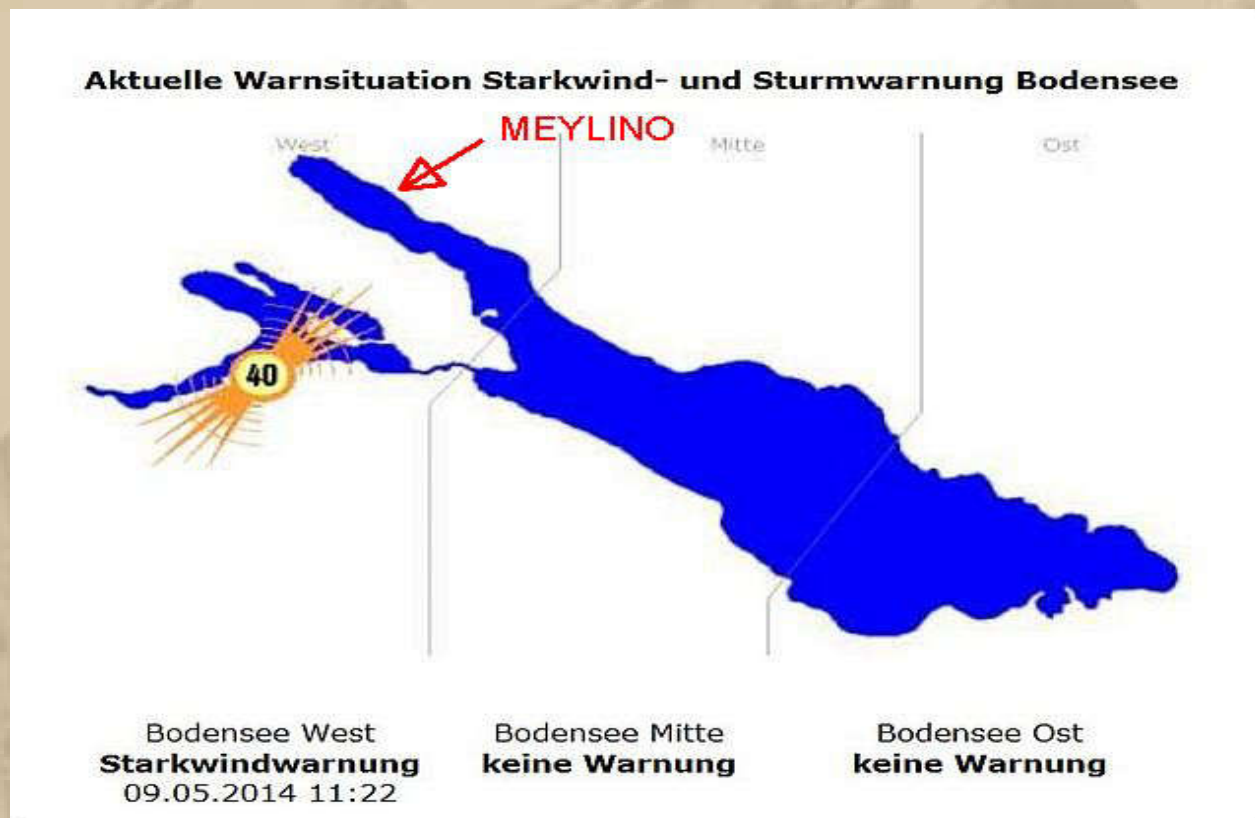 Aktuelle Warnsituation Starkwind- und Sturmwarnung Bodensee
MEYLINO
West
Mitte
Ost
40
Bodensee West
Starkwindwarnung
09.05.2014 11:22
Bodensee Mitte
keine Warnung
Bodensee Ost
keine Warnung